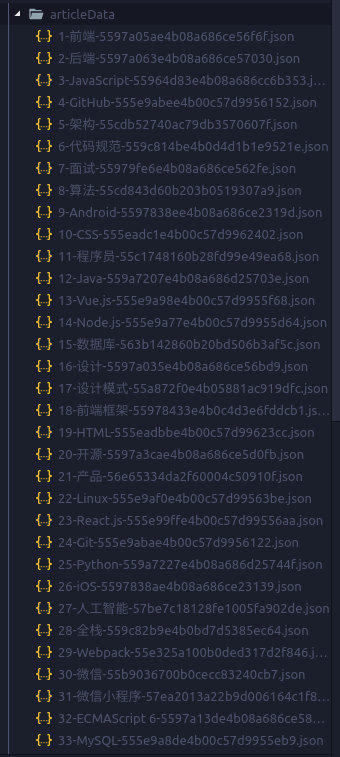 articleData
1-前端-5597a05ae4b08a686ce56f6f.json
2-后端-5597a063e4b08a686ce57030.json
3-JavaScript-55964d83e4b08a686cc6b353.j...
4-GitHub-555e9abee4b00c57d9956152.json
5-架构-55cdb52740ac79db3570607f.json
6-代码规范-559c814be4b0d4d1b1e9521e.json
7-面试-55979fe6e4b08a686ce562fe.json
8-算法-55cd843d60b203b0519307a9.json
9-Android-5597838ee4b08a686ce2319d.json
10-CSS-555eadc1e4b00c57d9962402.json
11-程序员-55c1748160b28fd99e49ea68.json
12-Java-559a7207e4b08a686d25703e.json
13-Vue.js-555e9a98e4b00c57d9955f68.json
14-Node.js-555e9a77e4b00c57d9955d64.json
15-数据库-563b142860b20bd506b3af5c.json
16-设计-5597a035e4b08a686ce56bd9.json
17-设计模式-55a872f0e4b05881ac919dfc.json
18-前端框架-55978433e4b0c4d3e6fddcb1.js...
19-HTML-555eadbbe4b00c57d99623cc.json
20-开源-5597a3cae4b08a686ce5d0fb.json
21-产品-56e65334da2f60004c50910f.json
22-Linux-555e9af0e4b00c57d99563be.json
23-React.js-555e99ffe4b00c57d99556aa.json
24-Git-555e9abae4b00c57d9956122.json
25-Python-559a7227e4b08a686d25744f.json
26-iOS-5597838ae4b08a686ce23139.json
27-人工智能-57be7c18128fe1005fa902de.json
28-全栈-559c82b9e4b0bd7d5385ec64.json
29-Webpack-55e325a100b0ded317d2f846.j...
30-微信-55b9036700b0cecc83240cb7.json
31-微信小程序-57ea2013a22b9d006164c1f8...
32-ECMAScript 6-5597a13de4b08a686ce58...
33-MySQL-555e9a8de4b00c57d9955eb9.json